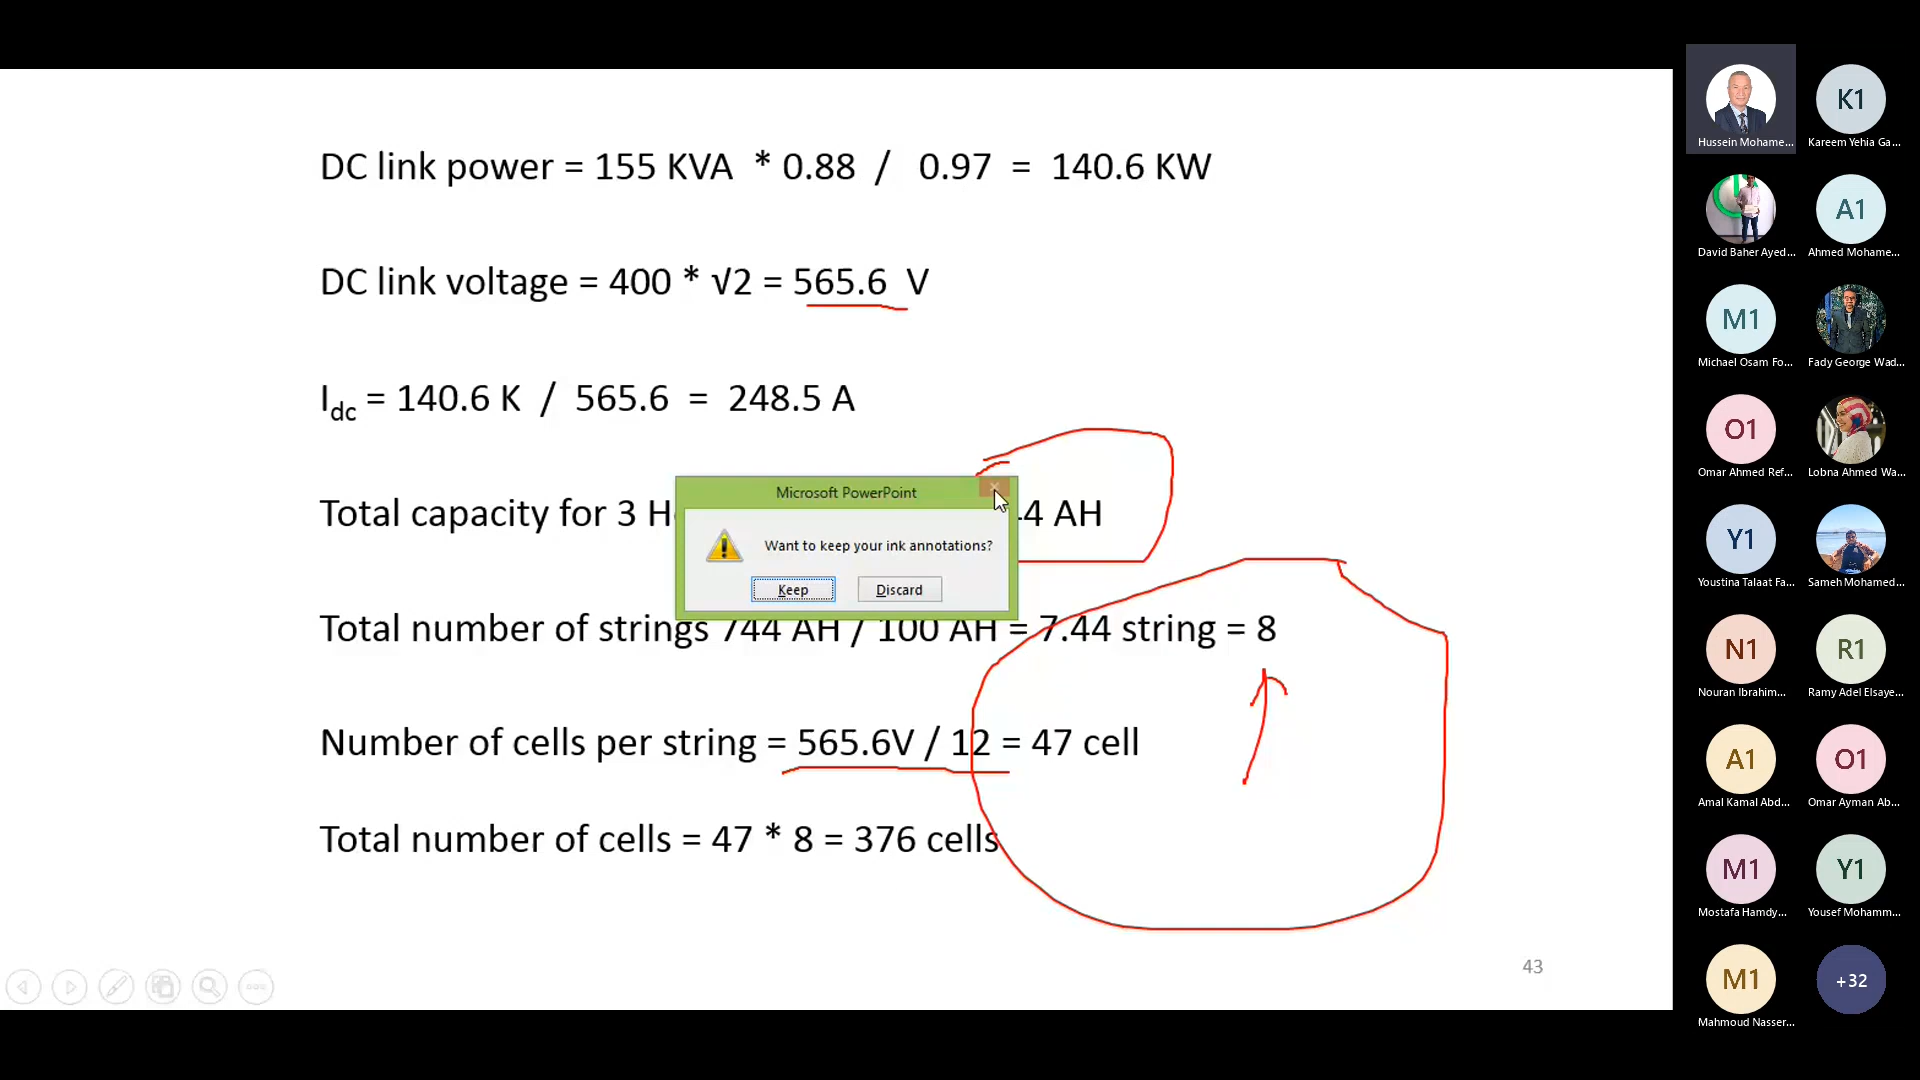 DC link power = 155 KVA * 0.88 / 0.97 = 140.6 KW
DC link voltage = 400 * √2 = 565.6 V
Idc = 140.6 K / 565.6 = 248.5 A
Total capacity for 3 H
4 AH
Microsoft PowerPoint
Want to keep your ink annotations?
Keep
Discard
Total number of strings 744 AH / 100 AH = 7.44 string = 8
Number of cells per string = 565.6V / 12 = 47 cell
Total number of cells = 47 * 8 = 376 cells
43
Hussein Mohame...
K1
Kareem Yehia Ga...
David Baher Ayed...
A1
Ahmed Mohame...
M1
Michael Osam Fo...
Fady George Wad...
O1
Omar Ahmed Ref...
Lobna Ahmed Wa...
Y1
Youstina Talaat Fa...
Sameh Mohamed...
N1
Nouran Ibrahim...
R1
Ramy Adel Elsaye...
A1
Amal Kamal Abd...
O1
Omar Ayman Ab...
M1
Mostafa Hamdy...
Y1
Yousef Mohamm...
M1
Mahmoud Nasser...
+32